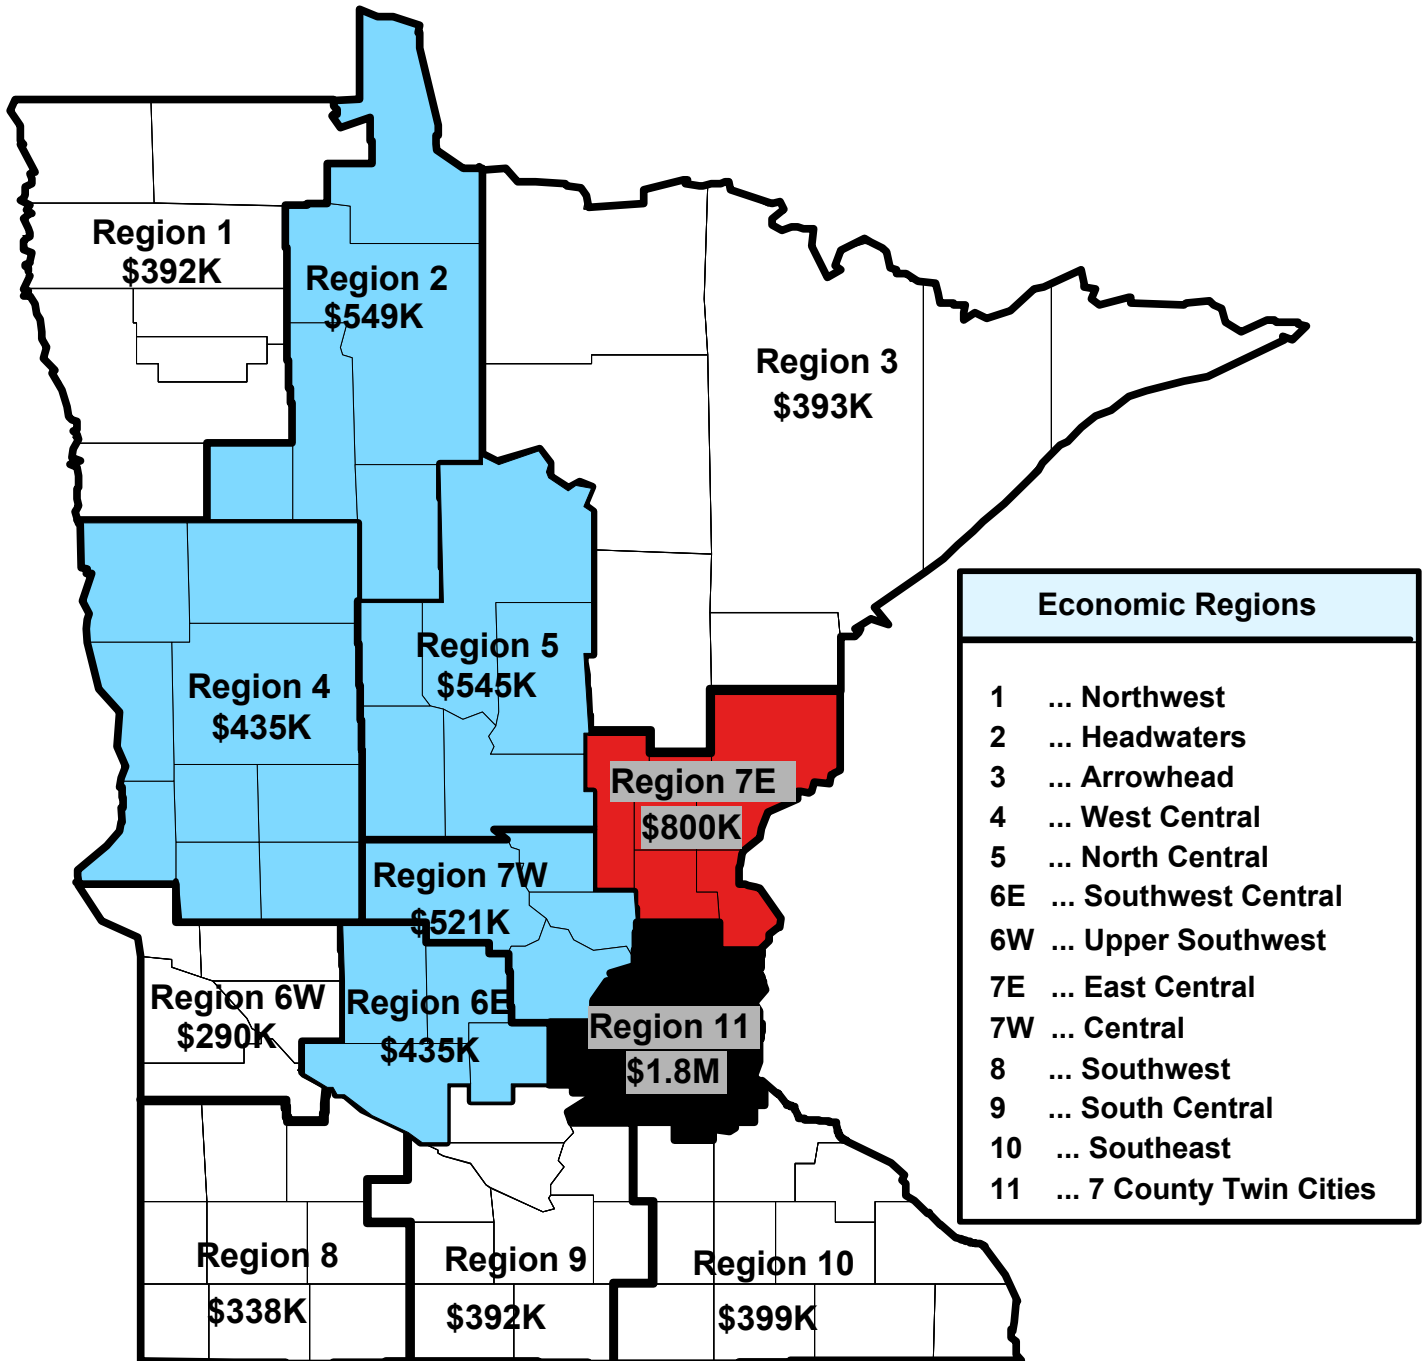 Region 1
$392K
Region 2
$549K
Region 3
$393K
Region 4
$435K
Region 5
$545K
Region 7E
$800K
Region 7W
$521K
Region 6W
$290K
Region 6E
$435K
Region 11
$1.8M
Region 8
$338K
Region 9
$392K
Region 10
$399K
Economic Regions
1 ... Northwest
2 ... Headwaters
3 ... Arrowhead
4 ... West Central
5 ... North Central
6E ... Southwest Central
6W ... Upper Southwest
7E ... East Central
7W ... Central
8 ... Southwest
9 ... South Central
10 ... Southeast
11 ... 7 County Twin Cities